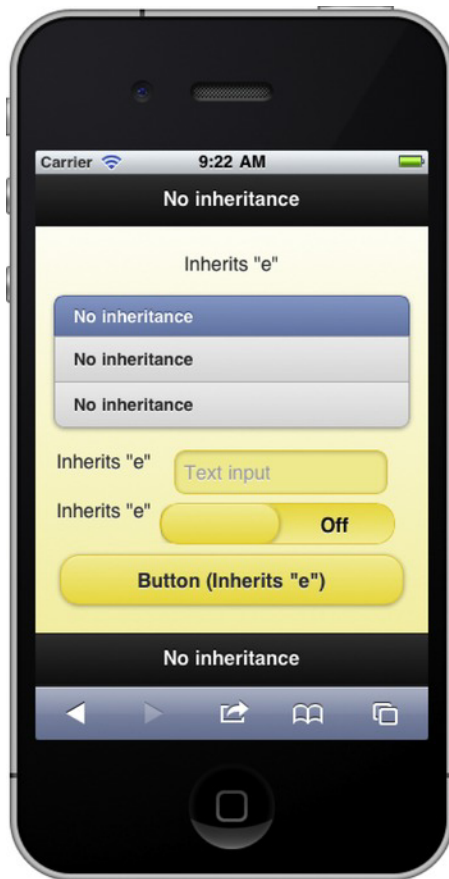 Carrier 9:22 AM
No inheritance
Inherits "e"
No inheritance
No inheritance
No inheritance
Inherits "e" Text input
Inherits "e" Off
Button (Inherits "e")
No inheritance